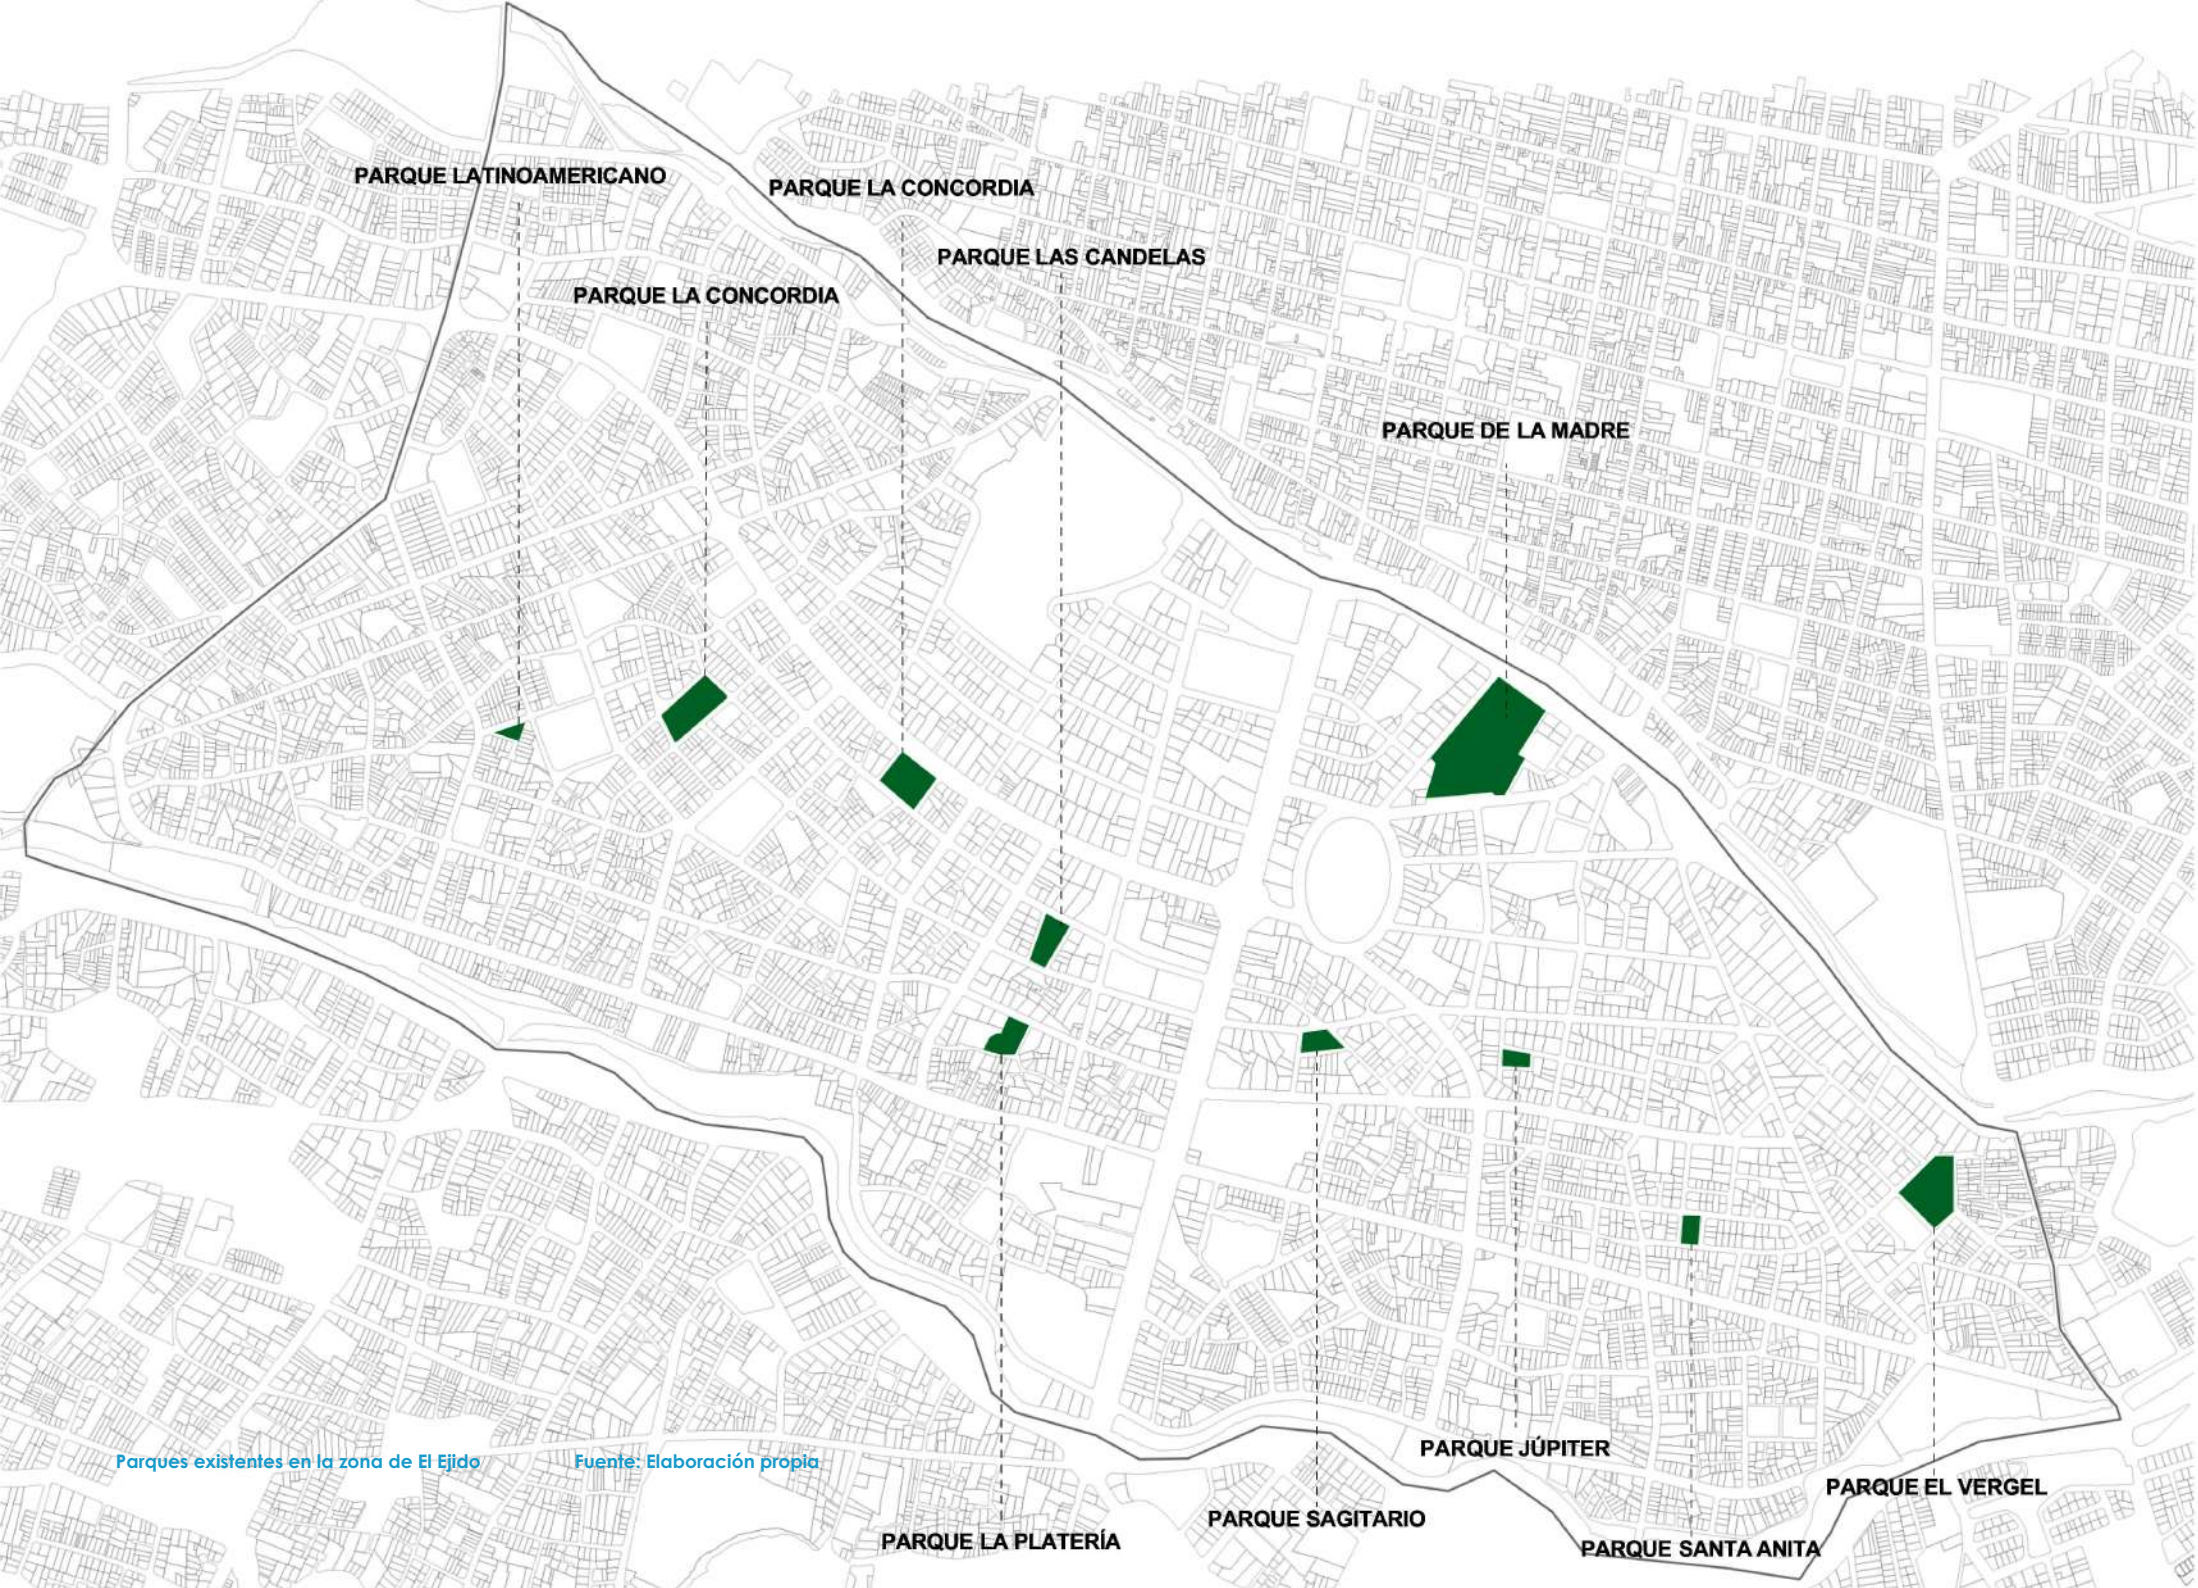 PARQUE LATINOAMERICANO
PARQUE LA CONCORDIA
PARQUE LAS CANDELAS
PARQUE LA CONCORDIA
PARQUE DE LA MADRE
PARQUE JÚPITER
Parques existentes en la zona de El Ejido
Fuente: Elaboración propia
PARQUE EL VERGEL
PARQUE SAGITARIO
PARQUE LA PLATERÍA
PARQUE SANTA ANITA